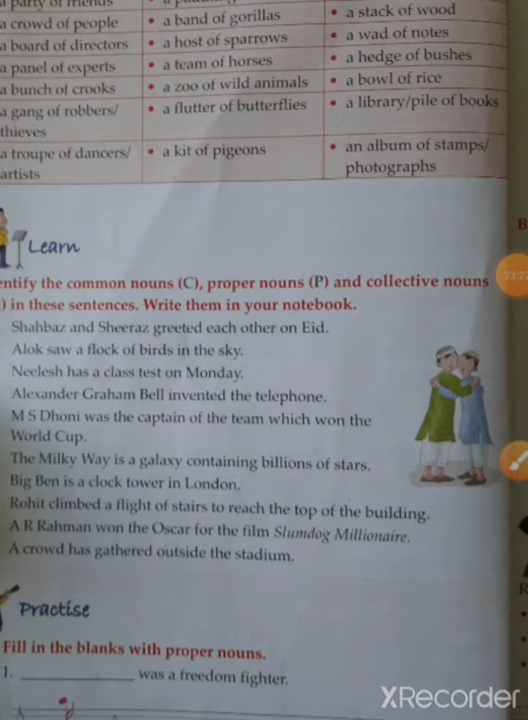 a party of friends
a crowd of people • a band of gorillas • a stack of wood
a board of directors • a host of sparrows • a wad of notes
a panel of experts • a team of horses • a hedge of bushes
a bunch of crooks • a zoo of wild animals • a bowl of rice
a gang of robbers/ • a flutter of butterflies • a library/pile of books
thieves
a troupe of dancers/ • a kit of pigeons • an album of stamps/
artists photographs
Learn
entify the common nouns (C), proper nouns (P) and collective nouns
) in these sentences. Write them in your notebook.
Shahbaz and Sheeraz greeted each other on Eid.
Alok saw a flock of birds in the sky.
Neelesh has a class test on Monday.
Alexander Graham Bell invented the telephone.
M S Dhoni was the captain of the team which won the
World Cup.
The Milky Way is a galaxy containing billions of stars.
Big Ben is a clock tower in London.
Rohit climbed a flight of stairs to reach the top of the building.
A R Rahman won the Oscar for the film Slumdog Millionaire.
A crowd has gathered outside the stadium.
Practise
Fill in the blanks with proper nouns.
1. ____________ was a freedom fighter.
XRecorder